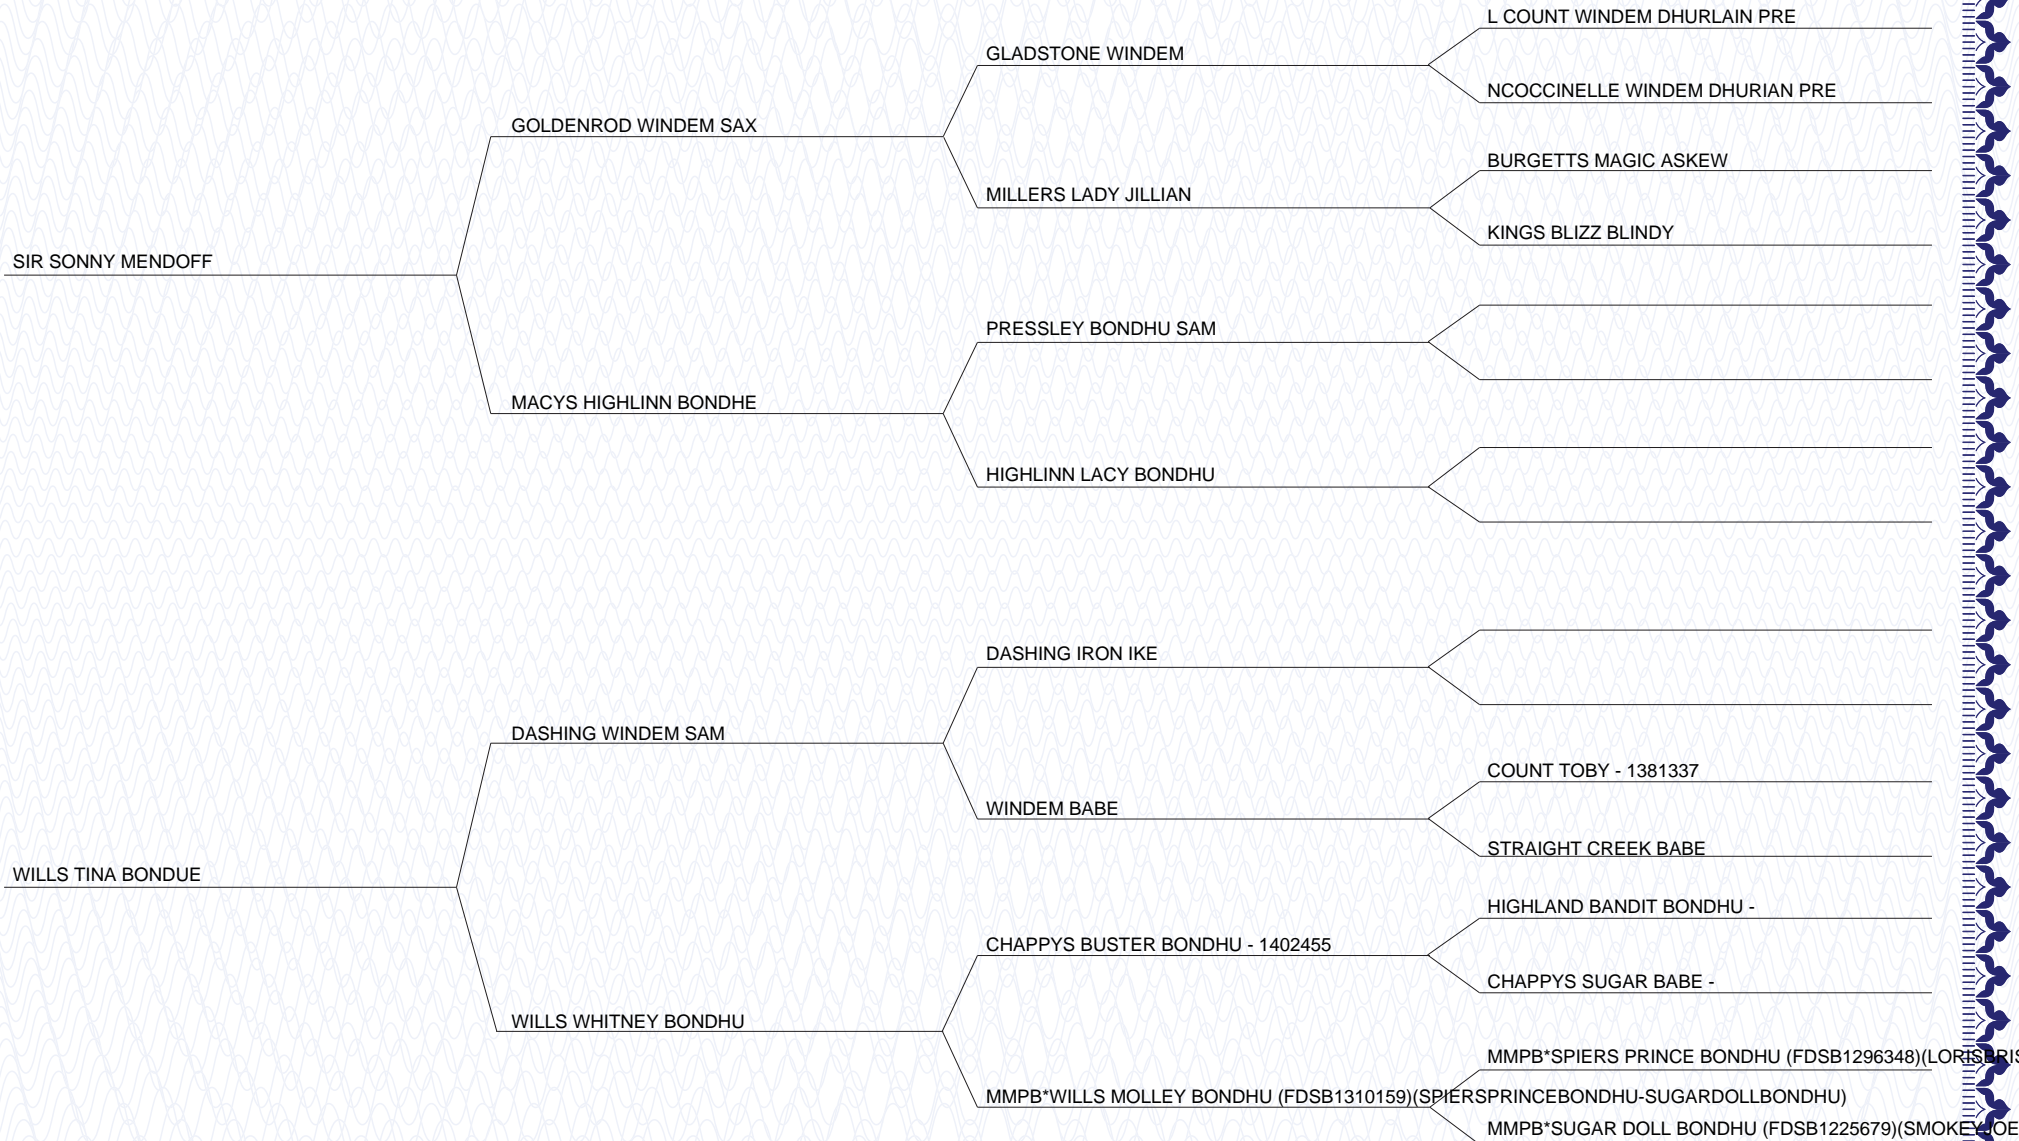 L COUNT WINDEM DHURLAIN PRE
GLADSTONE WINDEM
NCOCCINELLE WINDEM DHURIAN PRE
GOLDENROD WINDEM SAX
BURGETTS MAGIC ASKEW
MILLERS LADY JILLIAN
KINGS BLIZZ BLINDY
SIR SONNY MENDOFF
PRESSLEY BONDHU SAM
MACYS HIGHLINN BONDHE
HIGHLINN LACY BONDHU
DASHING IRON IKE
DASHING WINDEM SAM
COUNT TOBY - 1381337
WINDEM BABE
STRAIGHT CREEK BABE
WILLS TINA BONDUE
HIGHLAND BANDIT BONDHU -
CHAPPYS BUSTER BONDHU - 1402455
CHAPPYS SUGAR BABE -
WILLS WHITNEY BONDHU
MMPB*SPIERS PRINCE BONDHU (FDSB1296348)(LORISBRIS
MMPB*WILLS MOLLEY BONDHU (FDSB1310159)(SPIERSPRINCEBONDHU-SUGARDOLLBONDHU)
MMPB*SUGAR DOLL BONDHU (FDSB1225679)(SMOKEYJOE